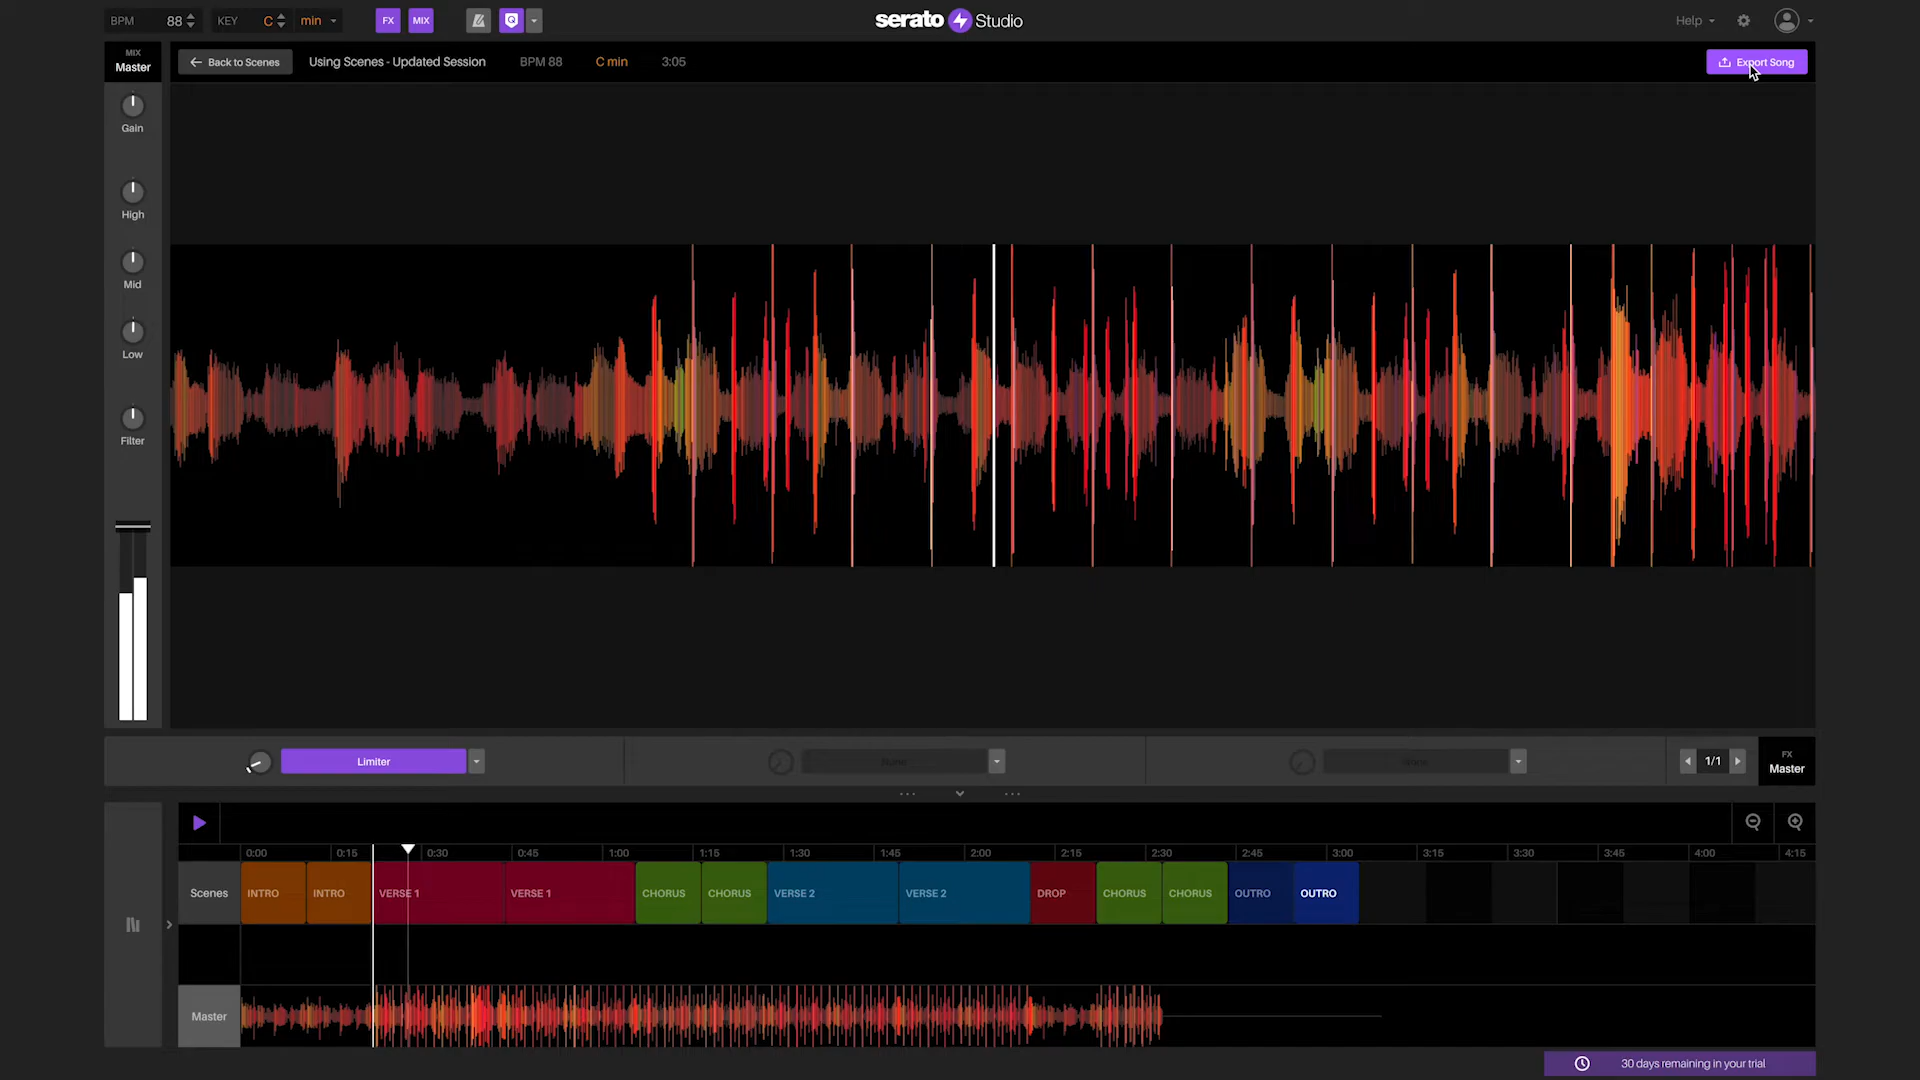 BPM 88 KEY C min FX MIX serato Studio Help
MIX
Master
Back to Scenes Using Scenes - Updated Session BPM 88 C min 3:05 Export Song
Gain
High
Mid
Low
Filter
Limiter None None 1/1 FX
Master
0:00 0:15 0:30 0:45 1:00 1:15 1:30 1:45 2:00 2:15 2:30 2:45 3:00 3:15 3:30 3:45 4:00 4:15
Scenes INTRO INTRO VERSE 1 VERSE 1 CHORUS CHORUS VERSE 2 VERSE 2 DROP CHORUS CHORUS OUTRO OUTRO
Master
30 days remaining in your trial